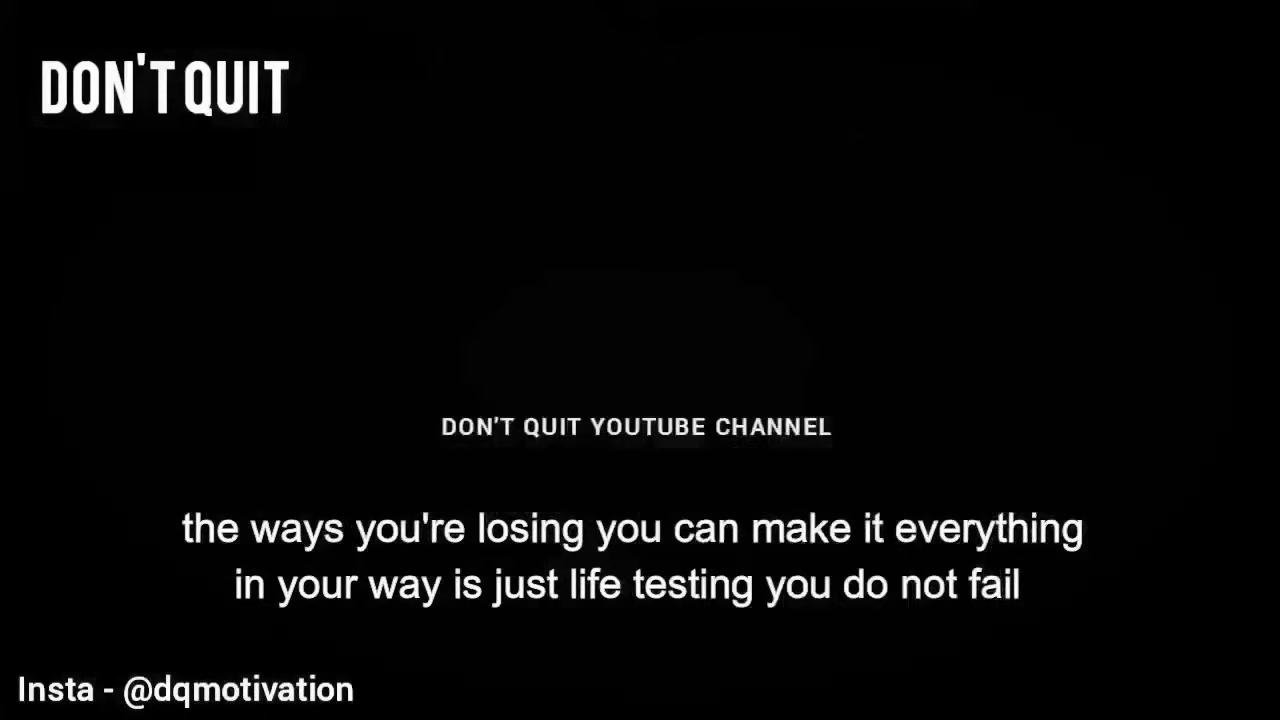 DON'T QUIT
DON'T QUIT YOUTUBE CHANNEL
the ways you're losing you can make it everything
in your way is just life testing you do not fail
Insta - @dqmotivation